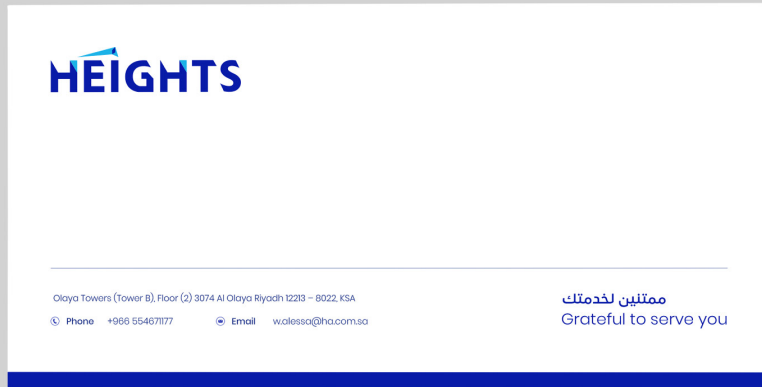 HEIGHTS
Olaya Towers (Tower B), Floor (2) 3074 Al Olaya Riyadh 12213 – 8022, KSA
Phone +966 554671177 Email w.alessa@ha.com.sa
ممتنين لخدمتك
Grateful to serve you